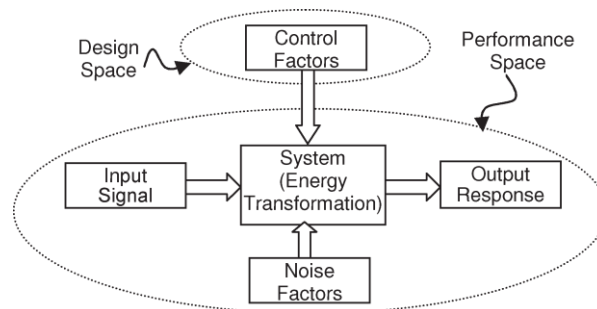 Design
Space
Control
Factors
Performance
Space
Input
Signal
System
(Energy
Transformation)
Output
Response
Noise
Factors